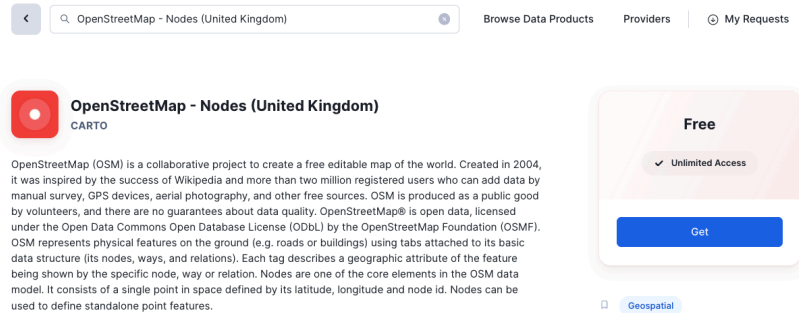 OpenStreetMap - Nodes (United Kingdom)
Browse Data Products
Providers
My Requests
OpenStreetMap - Nodes (United Kingdom)
CARTO
OpenStreetMap (OSM) is a collaborative project to create a free editable map of the world. Created in 2004,
it was inspired by the success of Wikipedia and more than two million registered users who can add data by
manual survey, GPS devices, aerial photography, and other free sources. OSM is produced as a public good
by volunteers, and there are no guarantees about data quality. OpenStreetMap® is open data, licensed
under the Open Data Commons Open Database License (ODbL) by the OpenStreetMap Foundation (OSMF).
OSM represents physical features on the ground (e.g. roads or buildings) using tabs attached to its basic
data structure (its nodes, ways, and relations). Each tag describes a geographic attribute of the feature
being shown by the specific node, way or relation. Nodes are one of the core elements in the OSM data
model. It consists of a single point in space defined by its latitude, longitude and node id. Nodes can be
used to define standalone point features.
Free
Unlimited Access
Get
Geospatial